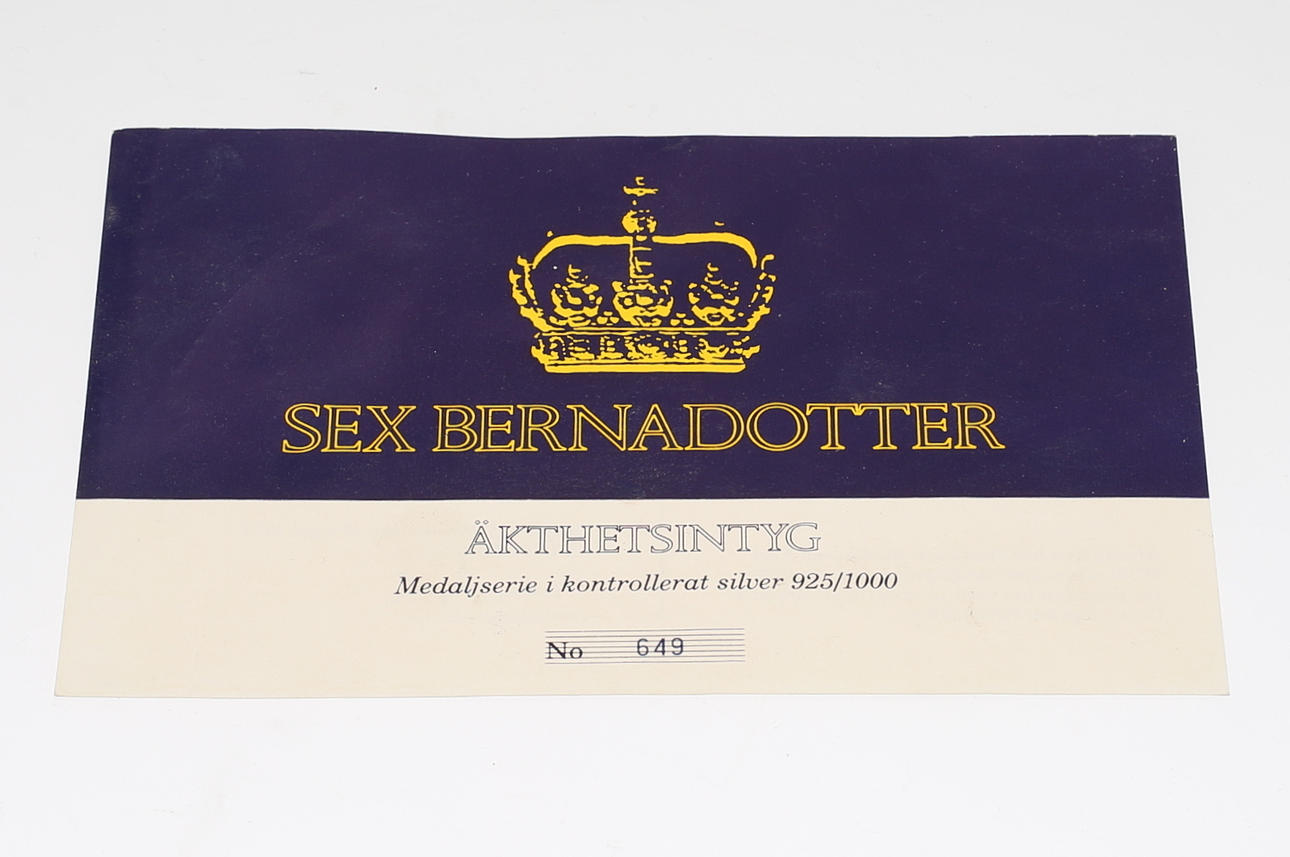 SEX BERNADOTTER
ÄKTHETSINTYG
Medaljserie i kontrollerat silver 925/1000
No 649